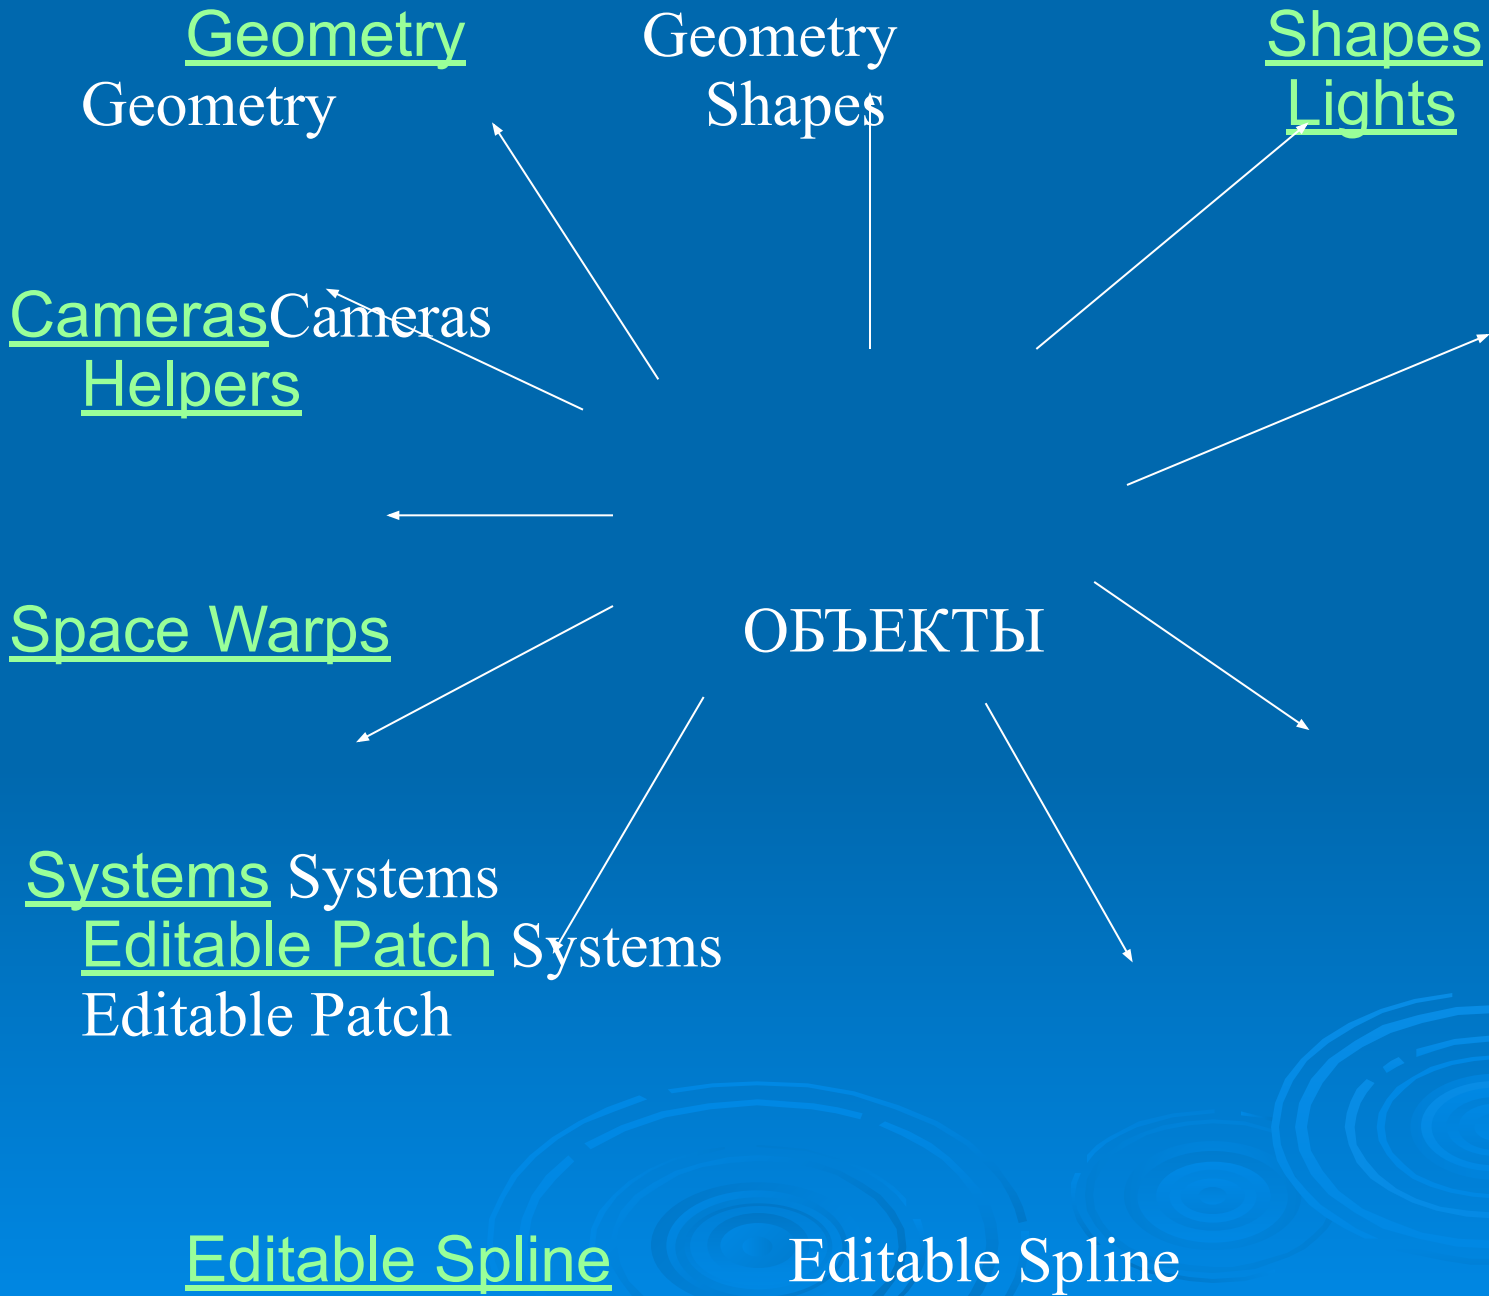 Geometry Geometry Shapes
Geometry Shapes Lights
Cameras Cameras
Helpers
Space Warps ОБЪЕКТЫ
Systems Systems
Editable Patch Systems
Editable Patch
Editable Spline Editable Spline